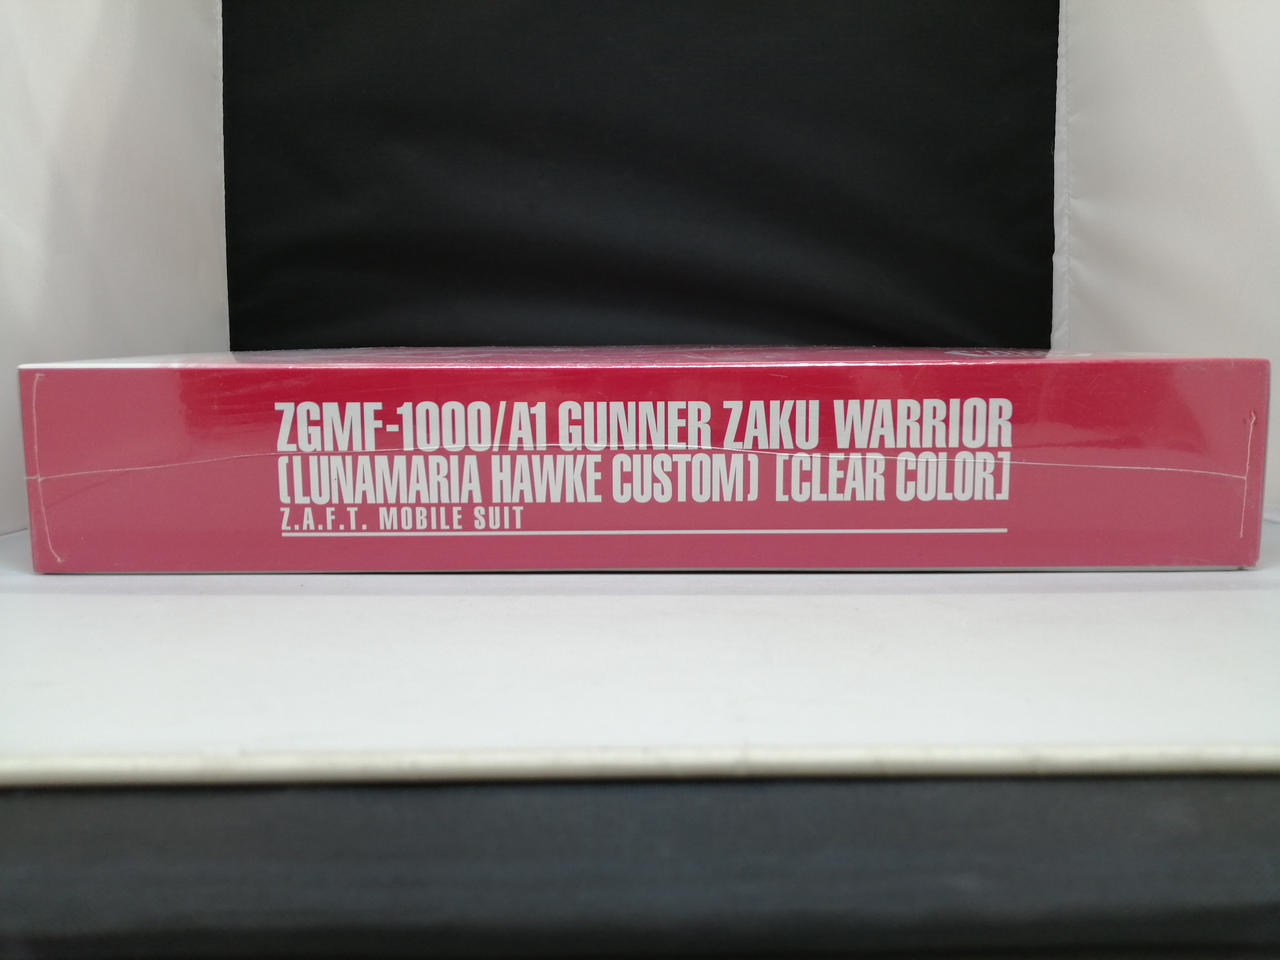 ZGMF-1000/A1 GUNNER ZAKU WARRIOR
(LUNAMARIA HAWKE CUSTOM) [CLEAR COLOR]
Z.A.F.T. MOBILE SUIT